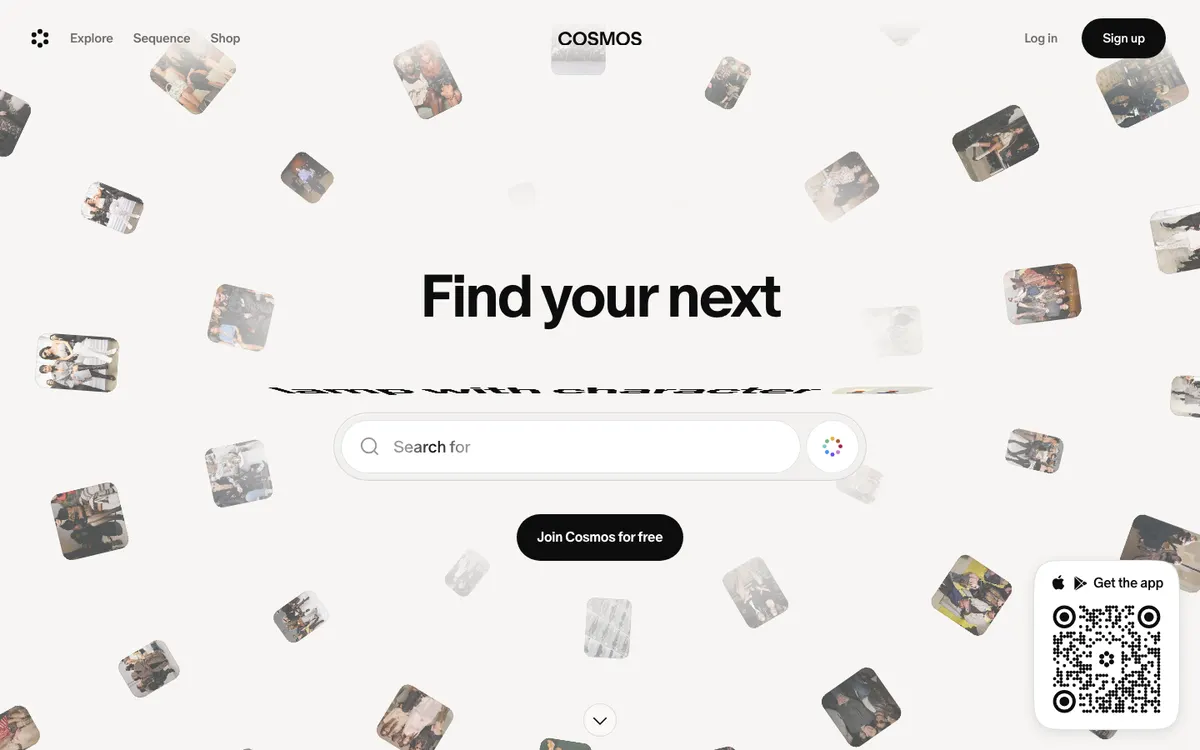 Explore Sequence Shop
COSMOS
Log in Sign up
Find your next
lamp with character
Search for
Join Cosmos for free
Get the app